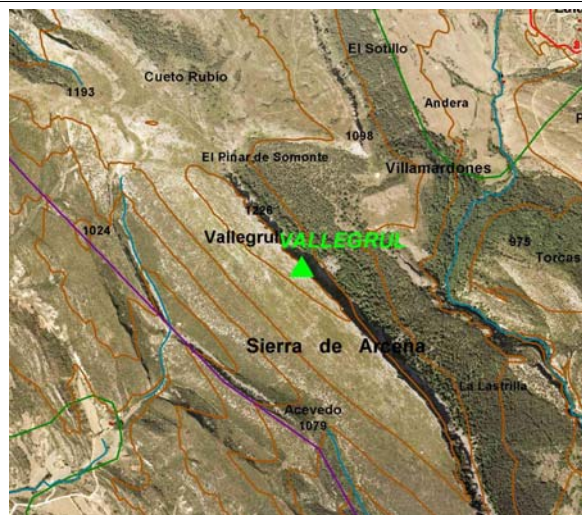 El Sotillo
Cueto Rubio
1193
Andera
1098
El Pinar de Somonte
Villamardones
1226
1024
Vallegrul
VALLEGRUL
975
Torcas
Sierra de Arcena
La Lastrilla
Acevedo
1079